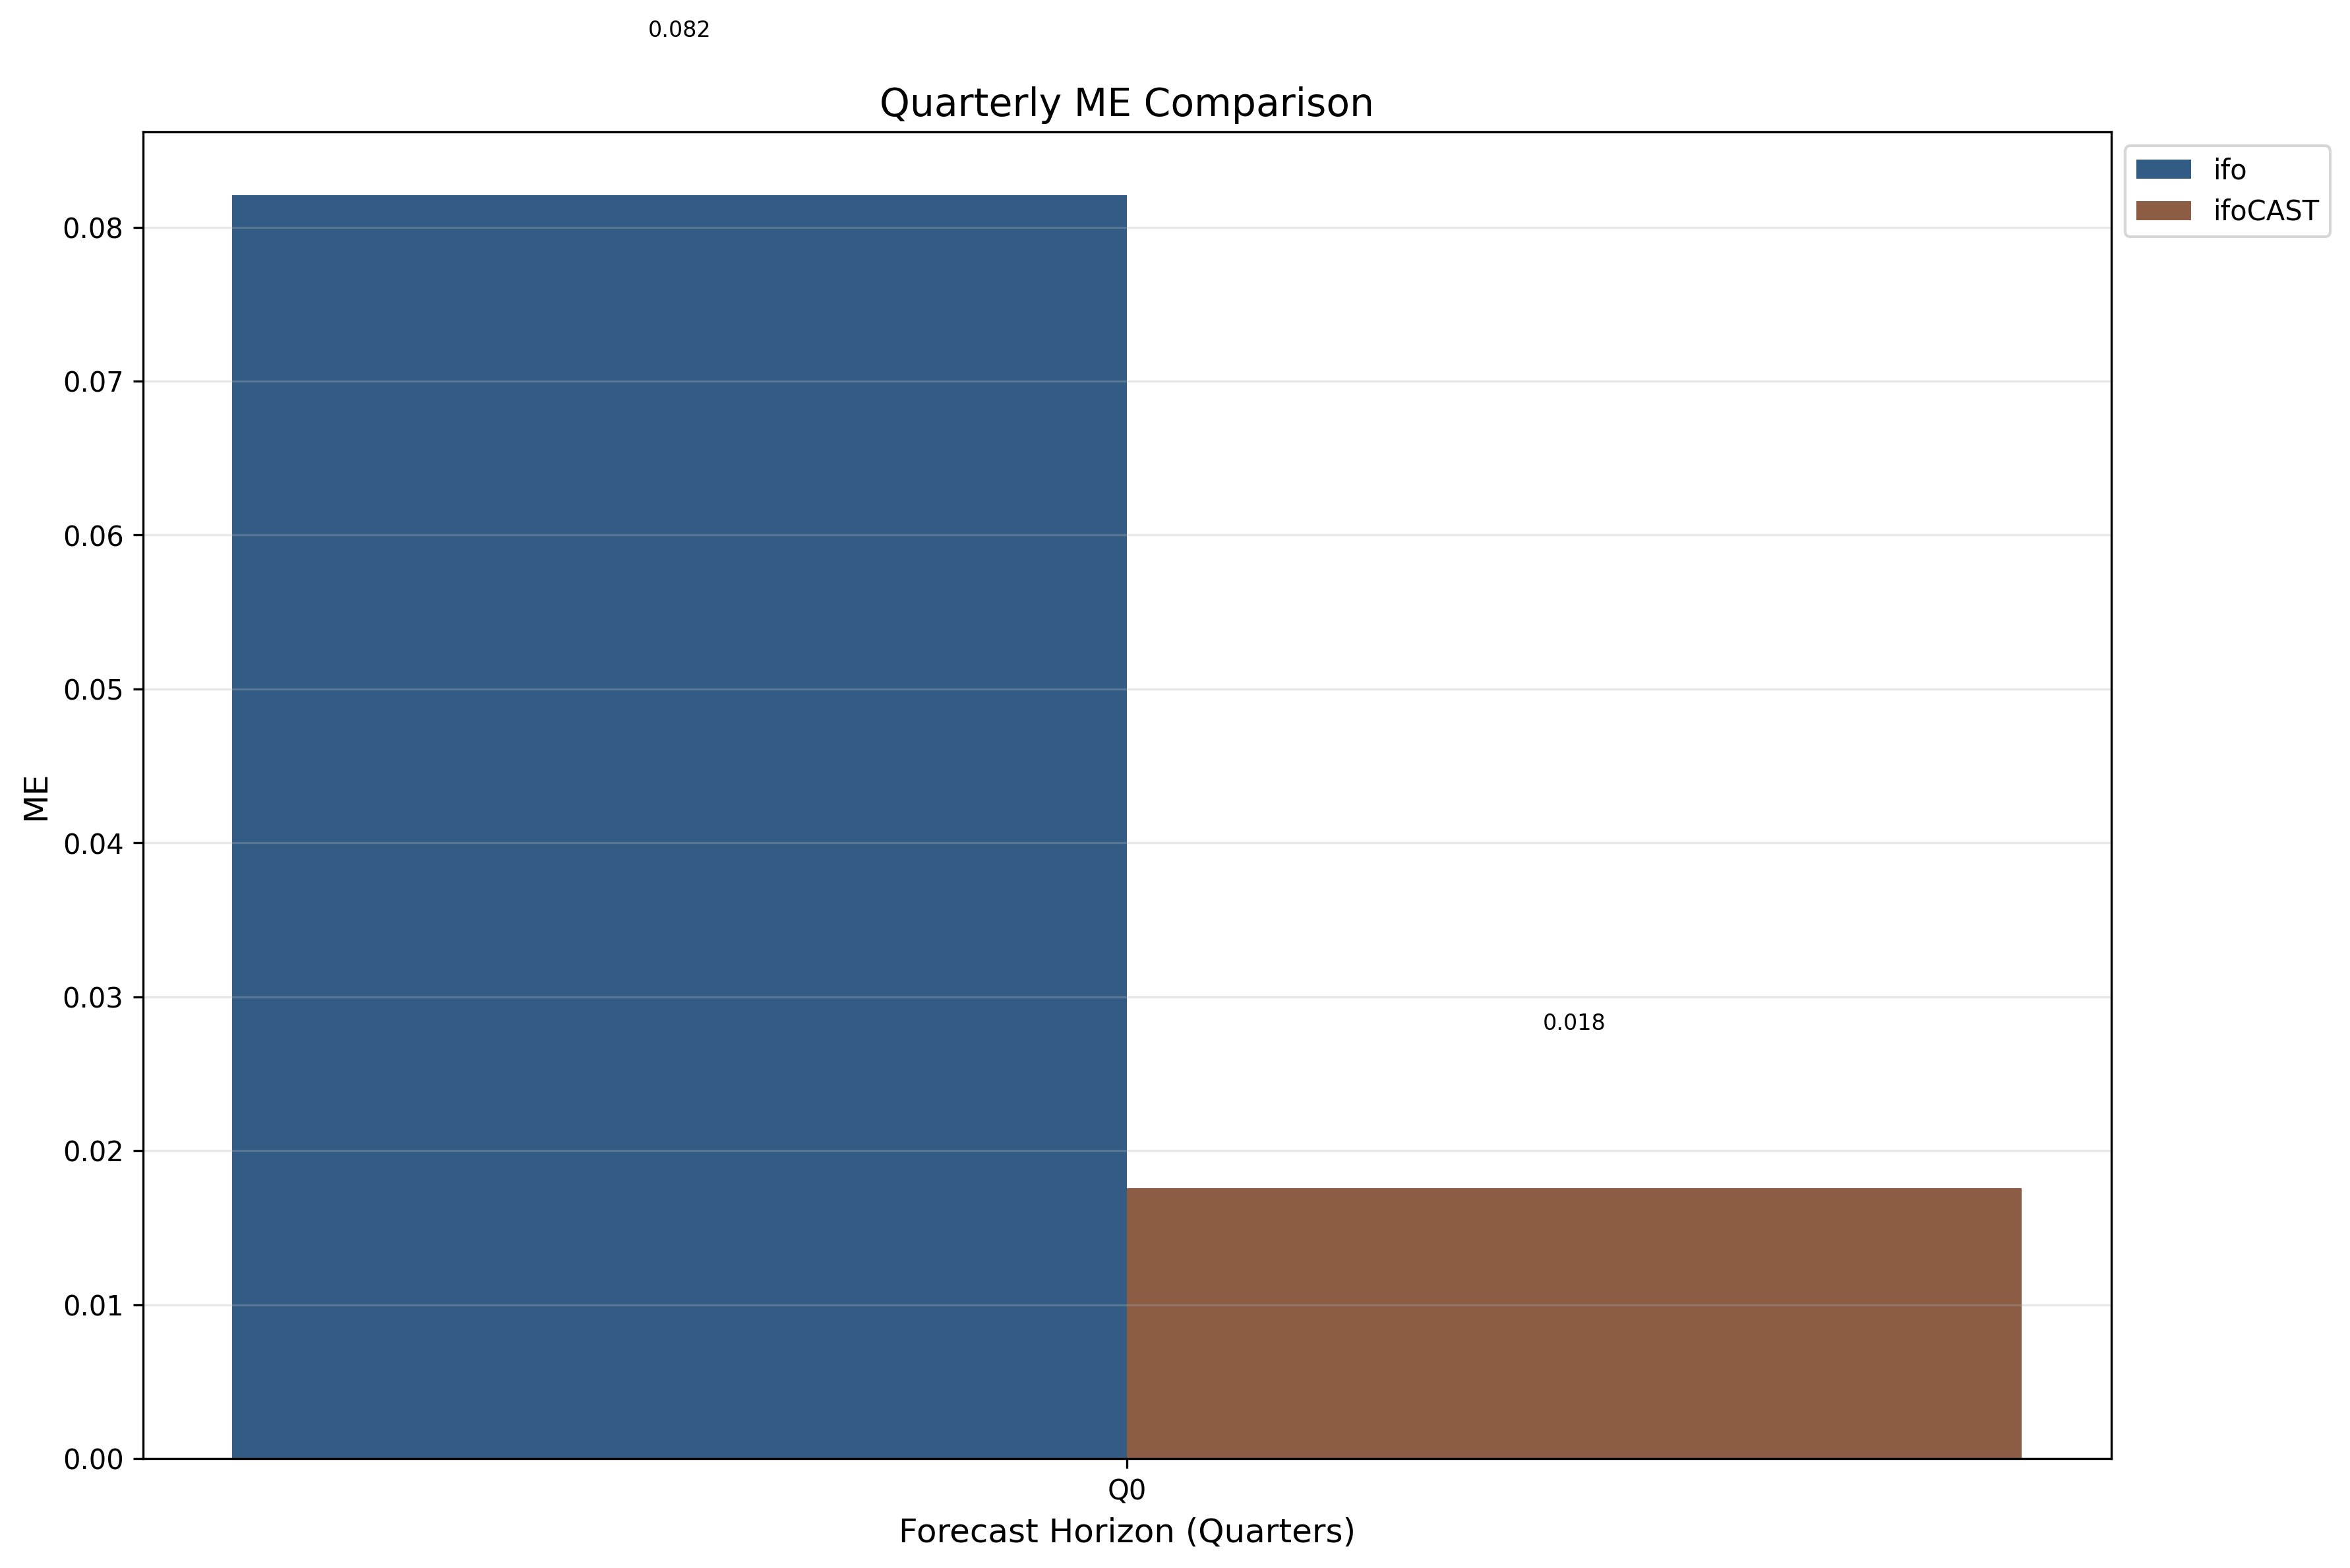 0.082
Quarterly ME Comparison
ifo
ifoCAST
0.08
0.07
0.06
0.05
0.04
0.03
0.02
0.01
0.00
ME
0.018
Q0
Forecast Horizon (Quarters)